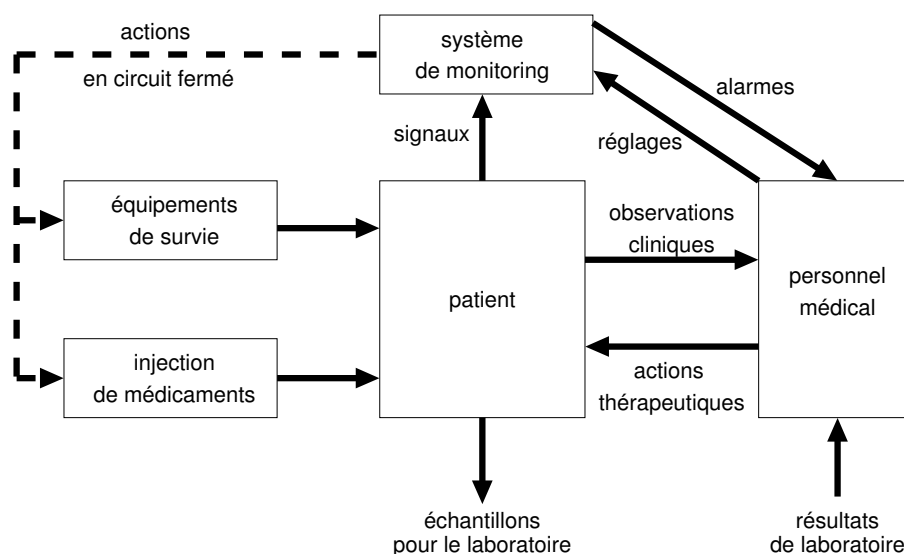 actions
en circuit fermé
système
de monitoring
alarmes
signaux
réglages
équipements
de survie
observations
cliniques
patient
personnel
médical
injection
de médicaments
actions
thérapeutiques
échantillons
pour le laboratoire
résultats
de laboratoire